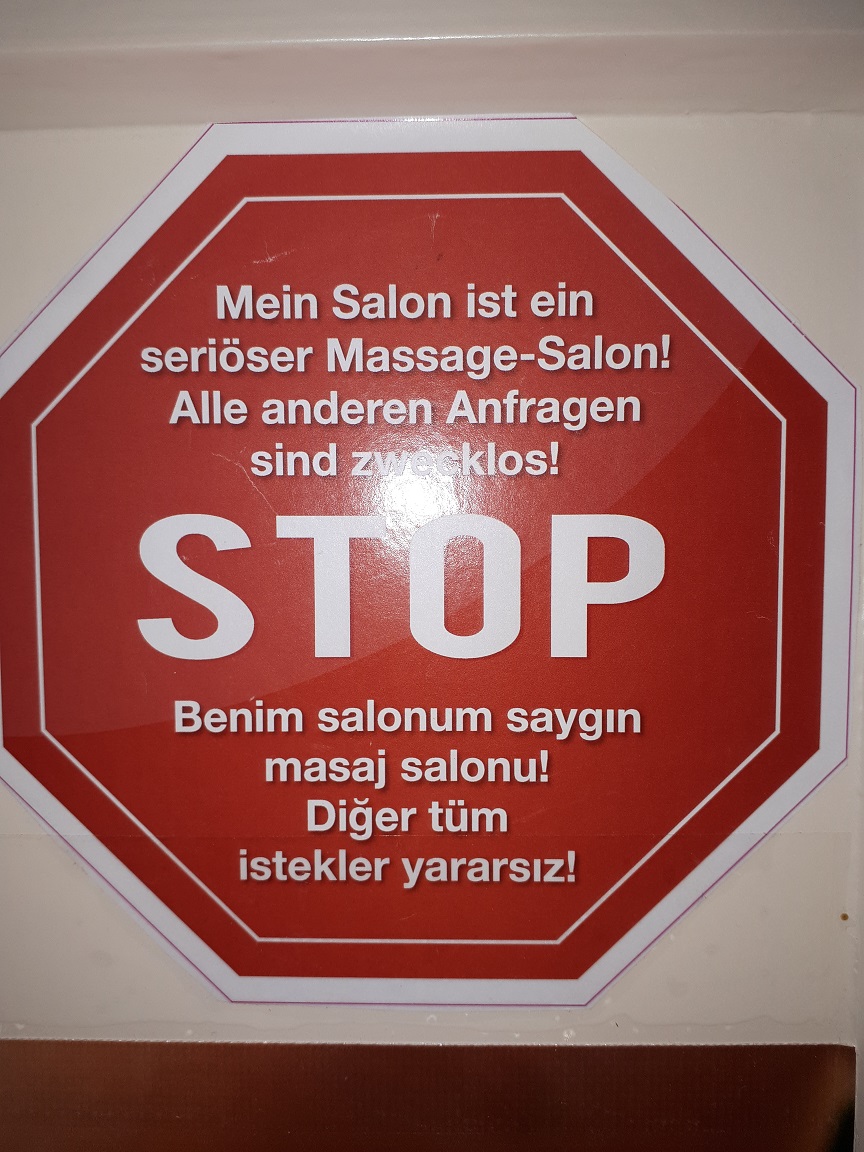 Mein Salon ist ein
seriöser Massage-Salon!
Alle anderen Anfragen
sind zwecklos!
STOP
Benim salonum saygın
masaj salonu!
Diğer tüm
istekler yararsız!